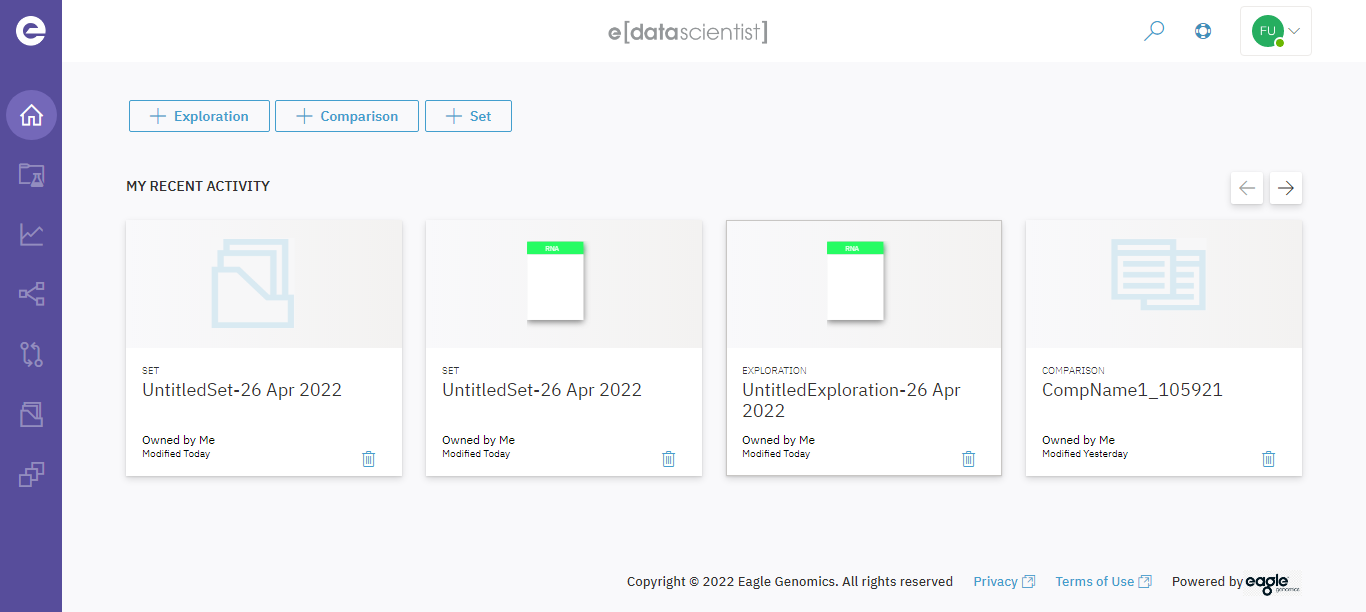 e[datascientist]
FU
Exploration
Comparison
Set
MY RECENT ACTIVITY
SET
UntitledSet-26 Apr 2022
Owned by Me
Modified Today
RNA
SET
UntitledSet-26 Apr 2022
Owned by Me
Modified Today
RNA
EXPLORATION
UntitledExploration-26 Apr
2022
Owned by Me
Modified Today
COMPARISON
CompName1_105921
Owned by Me
Modified Yesterday
Copyright © 2022 Eagle Genomics. All rights reserved Privacy Terms of Use Powered by eagle genomics